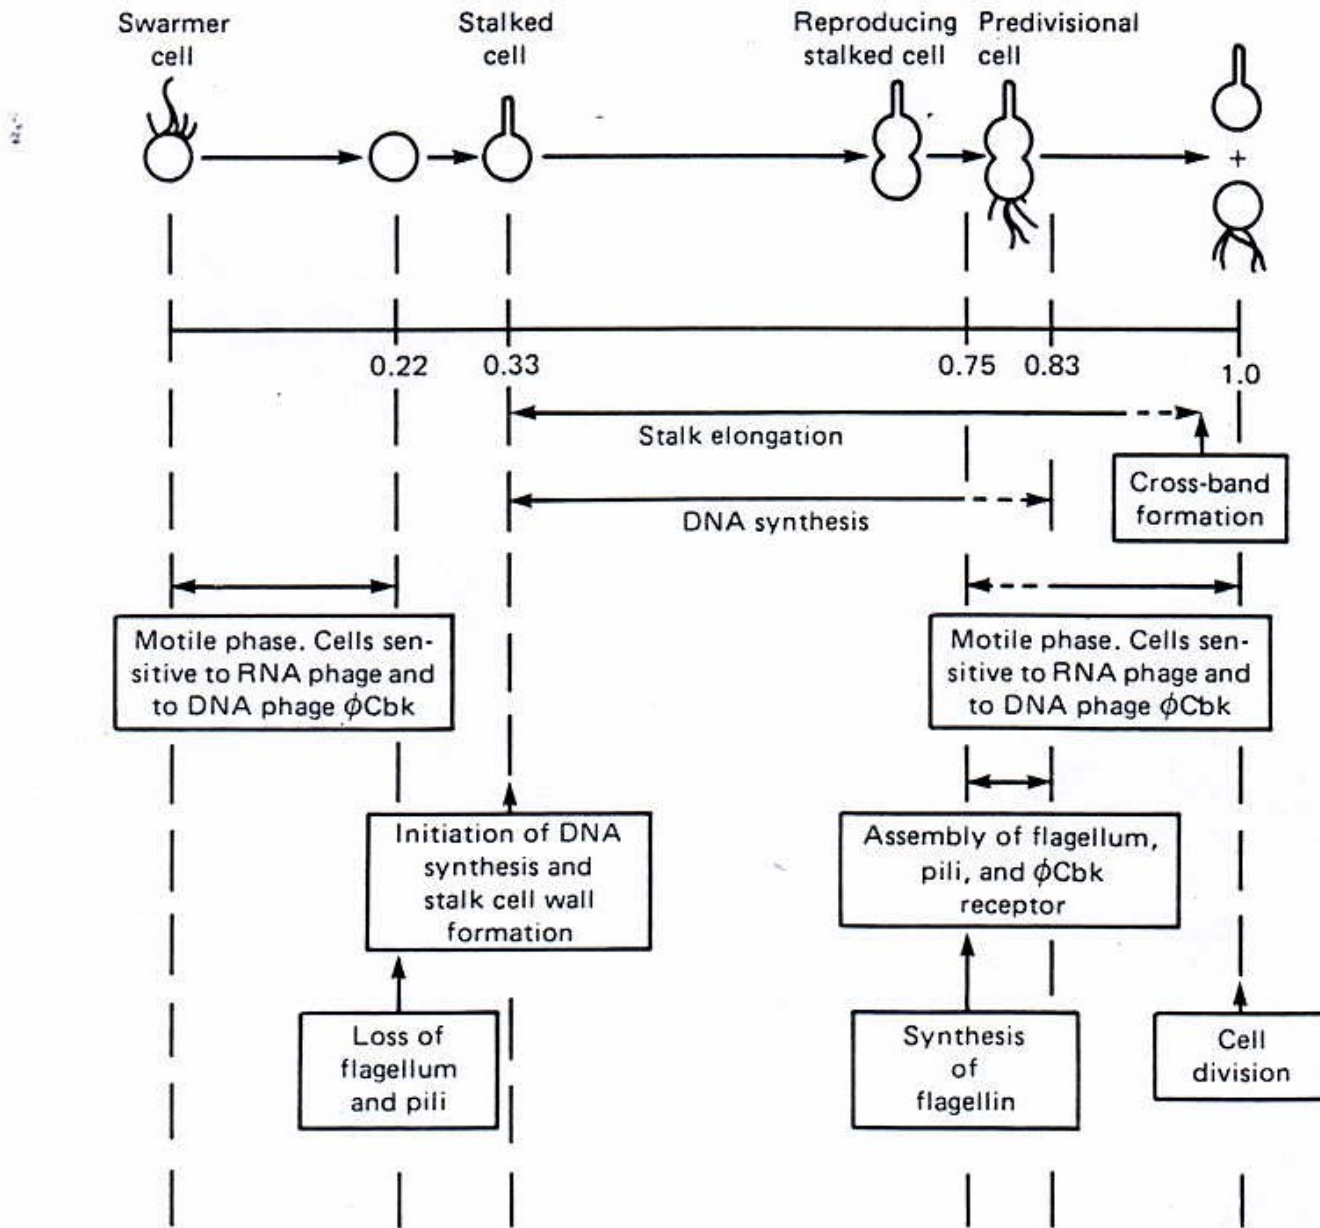 Swarmer
cell
Stalked
cell
Reproducing
stalked cell
Predivisional
cell
+
0.22
0.33
0.75
0.83
1.0
Stalk elongation
Cross-band
formation
DNA synthesis
Motile phase. Cells sen-
sitive to RNA phage and
to DNA phage ϕCbk
Motile phase. Cells sen-
sitive to RNA phage and
to DNA phage ϕCbk
Initiation of DNA
synthesis and
stalk cell wall
formation
Assembly of flagellum,
pili, and ϕCbk
receptor
Loss of
flagellum
and pili
Synthesis
of
flagellin
Cell
division